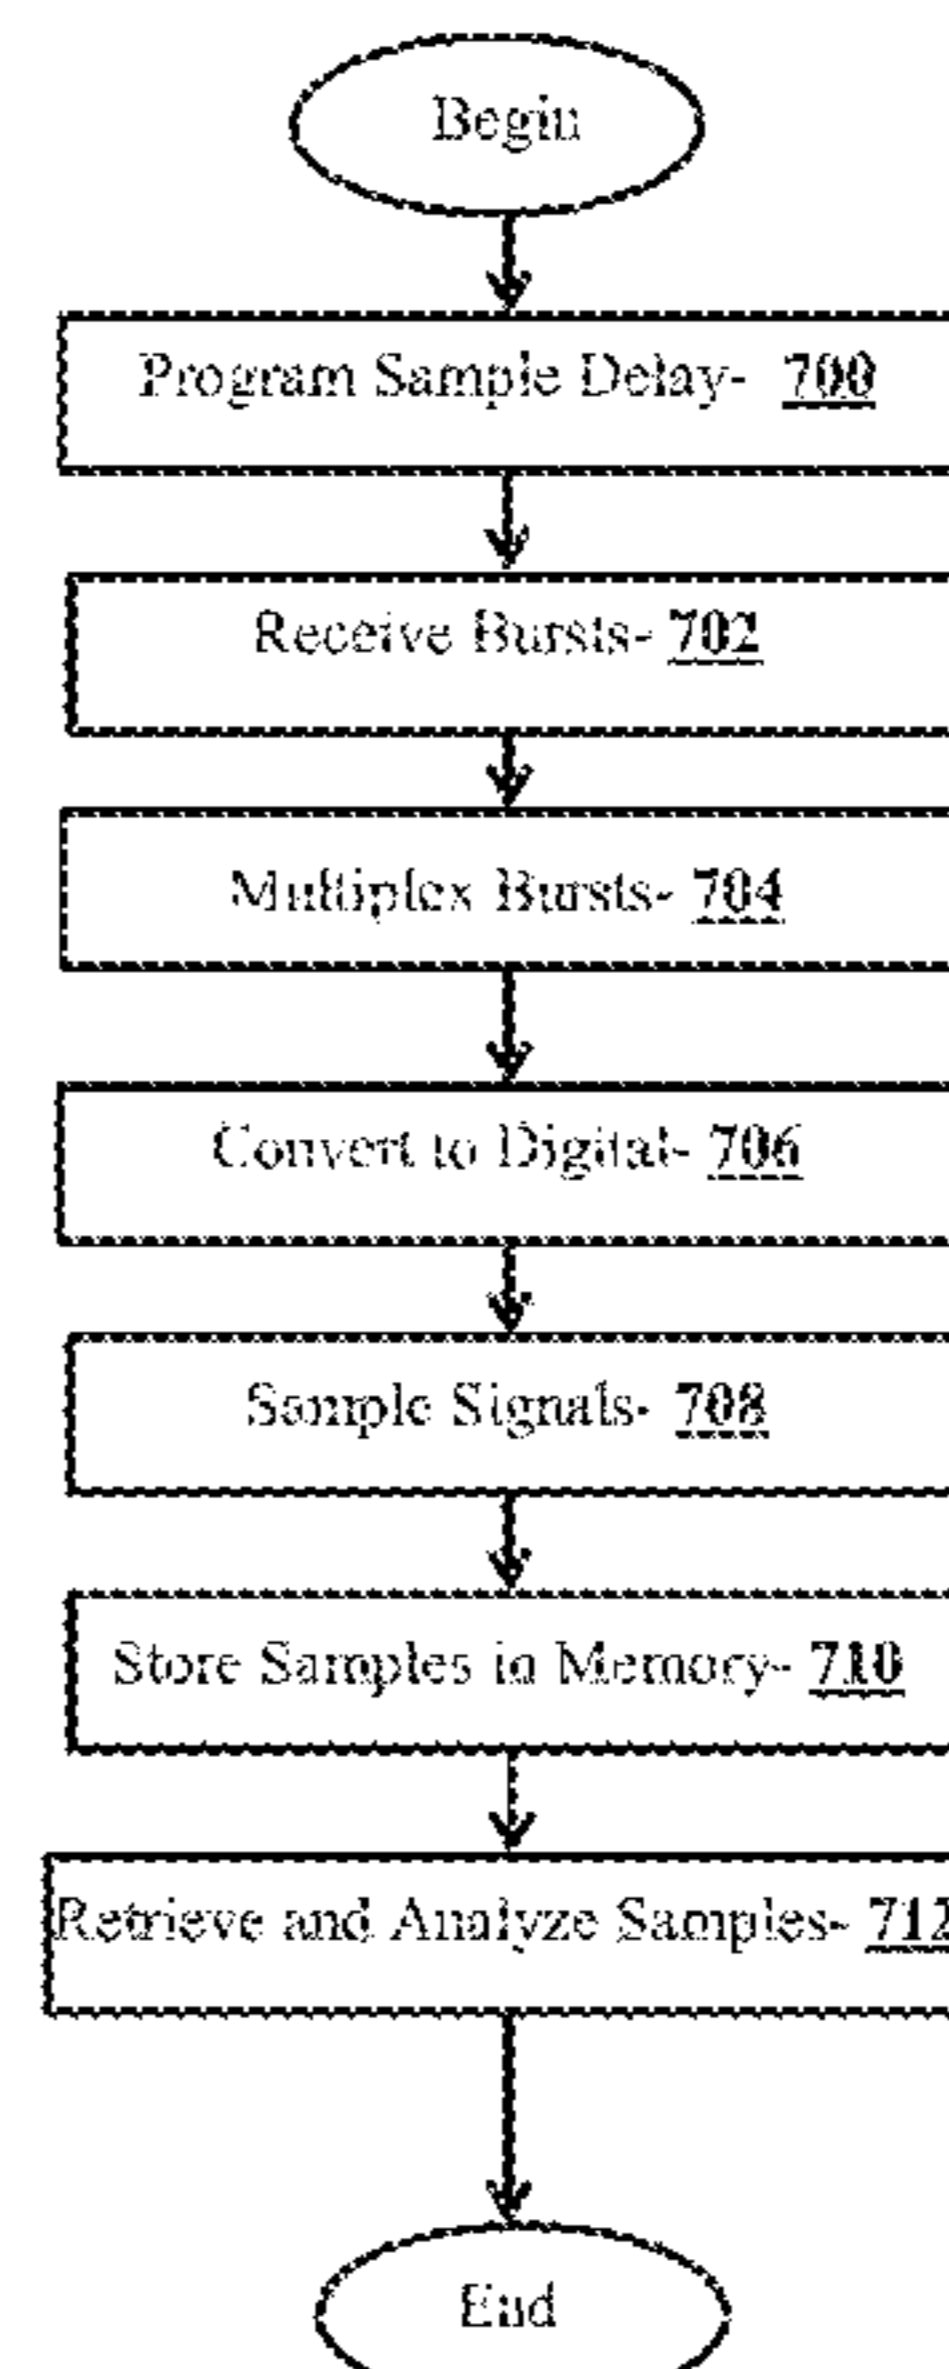 Begin
Program Sample Delay- 700
Receive Bursts- 702
Multiplex Bursts- 704
Convert to Digital- 706
Sample Signals- 708
Store Samples in Memory- 710
Retrieve and Analyze Samples- 712
End